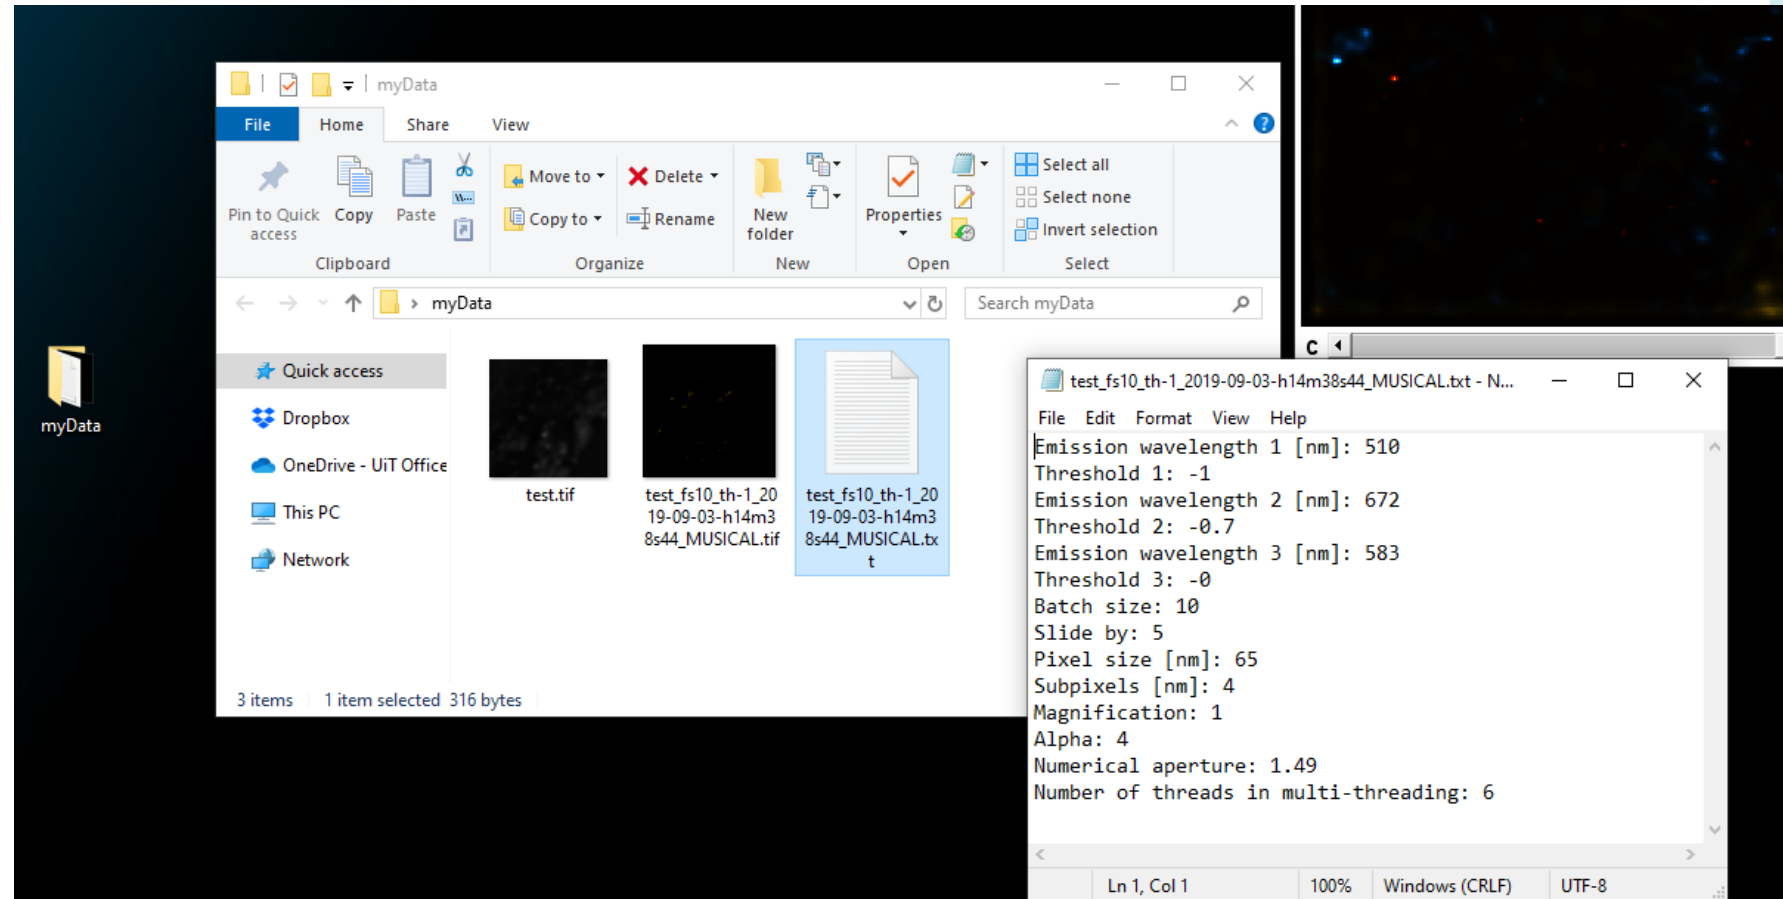 myData
File
Home
Share
View
Pin to Quick access
Copy
Paste
Clipboard
Move to
Copy to
Delete
Rename
Organize
New folder
New
Properties
Open
Select all
Select none
Invert selection
Select
myData
Search myData
Quick access
Dropbox
OneDrive - UiT Office
This PC
Network
myData
test.tif
test_fs10_th-1_20
19-09-03-h14m3
8s44_MUSICAL.tif
test_fs10_th-1_20
19-09-03-h14m3
8s44_MUSICAL.tx
t
3 items
1 item selected 316 bytes
c
test_fs10_th-1_2019-09-03-h14m38s44_MUSICAL.txt - N...
File Edit Format View Help
Emission wavelength 1 [nm]: 510
Threshold 1: -1
Emission wavelength 2 [nm]: 672
Threshold 2: -0.7
Emission wavelength 3 [nm]: 583
Threshold 3: -0
Batch size: 10
Slide by: 5
Pixel size [nm]: 65
Subpixels [nm]: 4
Magnification: 1
Alpha: 4
Numerical aperture: 1.49
Number of threads in multi-threading: 6
Ln 1, Col 1
100%
Windows (CRLF)
UTF-8